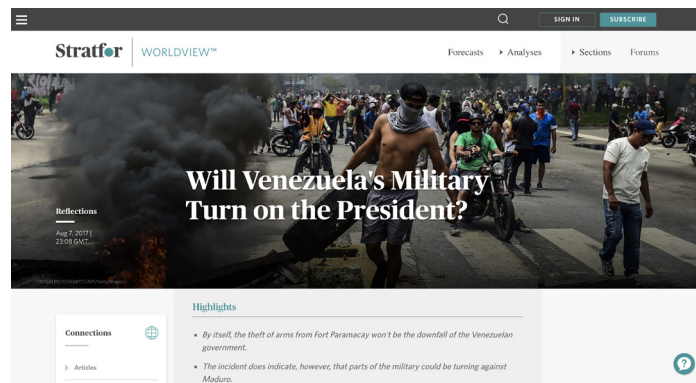 SIGN IN
SUBSCRIBE
Stratfor
WORLDVIEW™
Forecasts
Analyses
Sections
Forums
Will Venezuela's Military
Turn on the President?
Reflections
Aug 7, 2017 |
23:08 GMT
Highlights
Connections
Articles
By itself, the theft of arms from Fort Paramacay won't be the downfall of the Venezuelan
government.
The incident does indicate, however, that parts of the military could be turning against
Maduro.
?